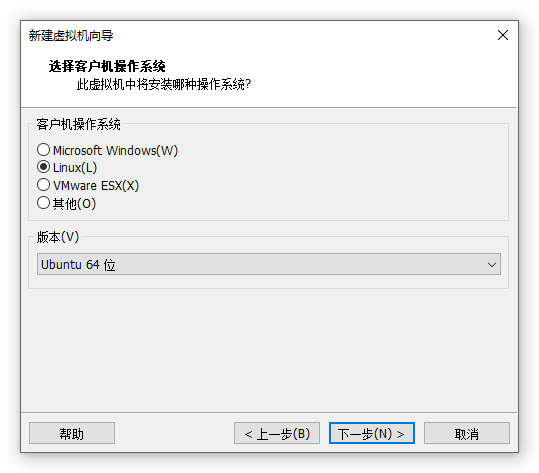 新建虚拟机向导
选择客户机操作系统
此虚拟机中将安装哪种操作系统?
客户机操作系统
Microsoft Windows(W)
Linux(L)
VMware ESX(X)
其他(O)
版本(V)
Ubuntu 64 位
帮助
< 上一步(B)
下一步(N) >
取消